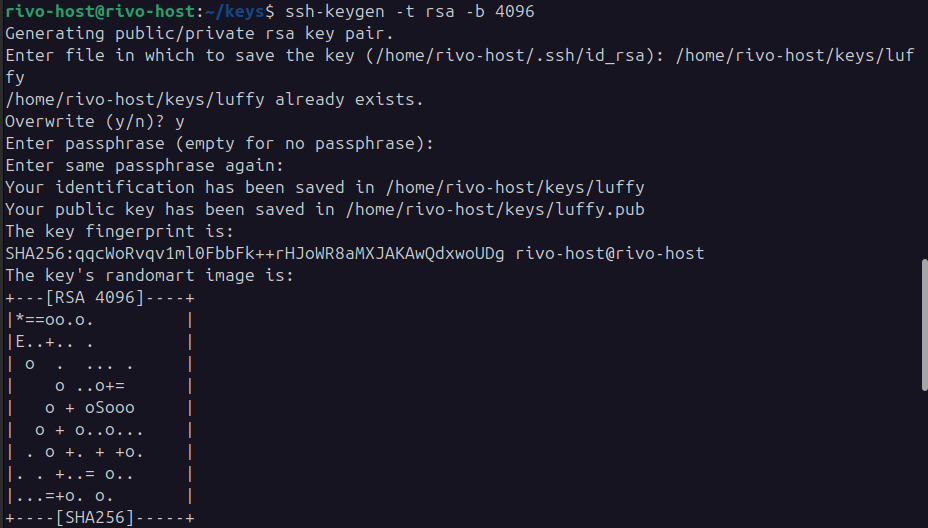 rivo-host@rivo-host:~/keys$ ssh-keygen -t rsa -b 4096
Generating public/private rsa key pair.
Enter file in which to save the key (/home/rivo-host/.ssh/id_rsa): /home/rivo-host/keys/luf
fy
/home/rivo-host/keys/luffy already exists.
Overwrite (y/n)? y
Enter passphrase (empty for no passphrase):
Enter same passphrase again:
Your identification has been saved in /home/rivo-host/keys/luffy
Your public key has been saved in /home/rivo-host/keys/luffy.pub
The key fingerprint is:
SHA256:qqcWoRvqv1ml0FbbFk++rHJoWR8aMXJAKAwQdxwoUDg rivo-host@rivo-host
The key's randomart image is:
+---[RSA 4096]----+
|*==oo.o.         |
|E..+.. .         |
| o  .  ... .     |
|    o ..o+=      |
|   o + oSooo     |
|  o + o..o...    |
| . o +. + +o.    |
|. . +..= o..     |
|...=+o. o.       |
+----[SHA256]-----+